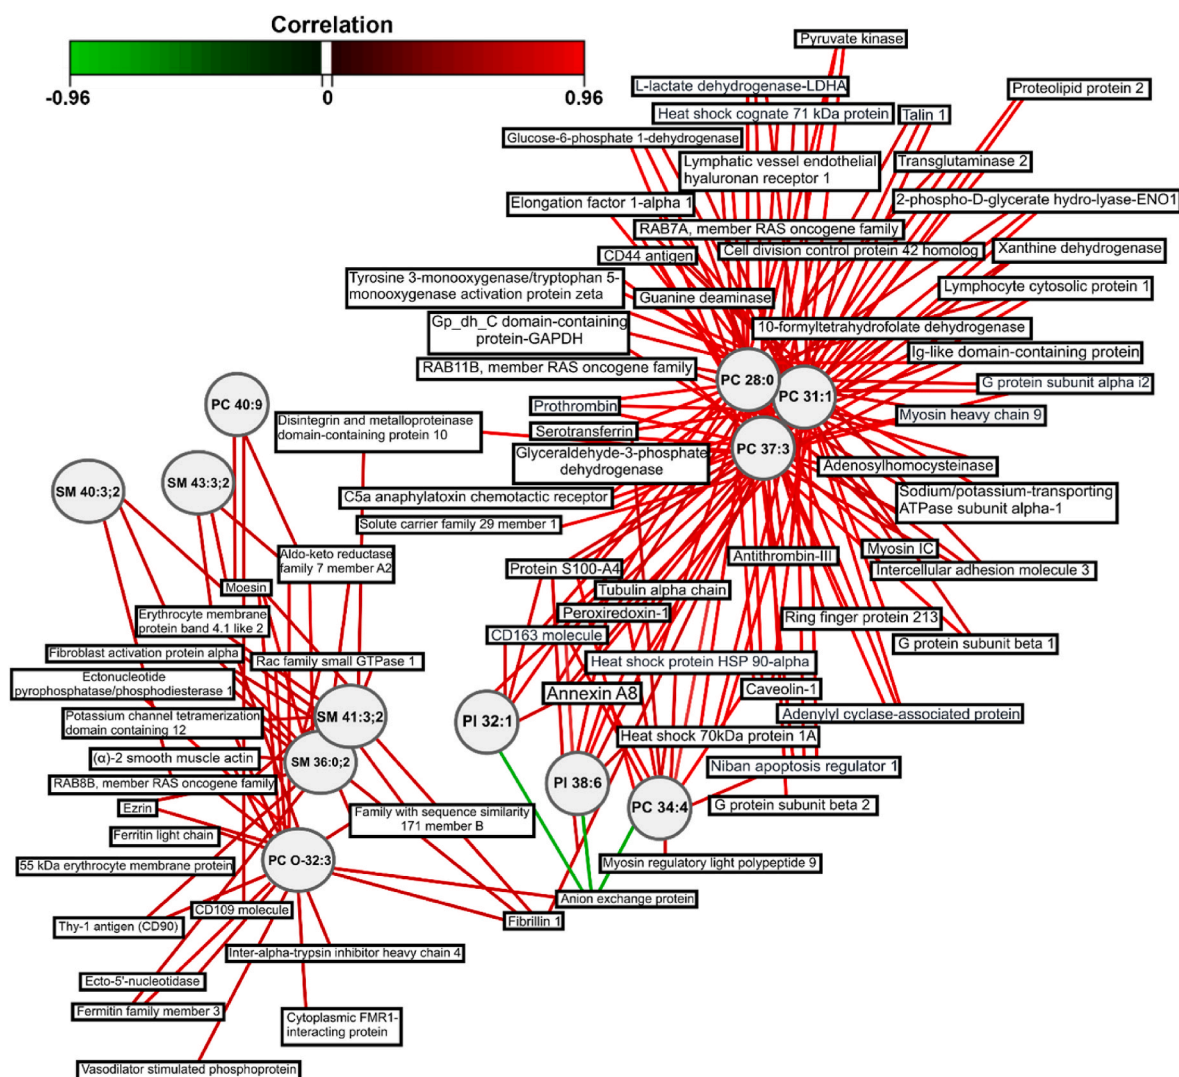 Correlation
-0.96
0
0.96
Pyruvate kinase
L-lactate dehydrogenase-LDHA
Proteolipid protein 2
Heat shock cognate 71 kDa protein
Talin 1
Glucose-6-phosphate 1-dehydrogenase
Lymphatic vessel endothelial
hyaluronan receptor 1
Transglutaminase 2
Elongation factor 1-alpha 1
2-phospho-D-glycerate hydro-lyase-ENO1
RAB7A, member RAS oncogene family
CD44 antigen
Cell division control protein 42 homolog
Xanthine dehydrogenase
Tyrosine 3-monooxygenase/tryptophan 5-
monooxygenase activation protein zeta
Guanine deaminase
Lymphocyte cytosolic protein 1
Gp_dh_C domain-containing
protein-GAPDH
10-formyltetrahydrofolate dehydrogenase
Ig-like domain-containing protein
RAB11B, member RAS oncogene family
PC 28:0
PC 31:1
G protein subunit alpha i2
PC 40:9
Prothrombin
Myosin heavy chain 9
Disintegrin and metalloproteinase
domain-containing protein 10
Serotransferrin
PC 37:3
Glyceraldehyde-3-phosphate
dehydrogenase
Adenosylhomocysteinase
SM 40:3;2
SM 43:3;2
C5a anaphylatoxin chemotactic receptor
Sodium/potassium-transporting
ATPase subunit alpha-1
Solute carrier family 29 member 1
Aldo-keto reductase
family 7 member A2
Antithrombin-III
Myosin IC
Protein S100-A4
Intercellular adhesion molecule 3
Moesin
Tubulin alpha chain
Erythrocyte membrane
protein band 4.1 like 2
Peroxiredoxin-1
Ring finger protein 213
CD163 molecule
G protein subunit beta 1
Fibroblast activation protein alpha
Rac family small GTPase 1
Heat shock protein HSP 90-alpha
Ectonucleotide
pyrophosphatase/phosphodiesterase 1
Annexin A8
Caveolin-1
Potassium channel tetramerization
domain containing 12
SM 41:3;2
PI 32:1
Adenylyl cyclase-associated protein
Heat shock 70kDa protein 1A
(α)-2 smooth muscle actin
SM 36:0;2
Niban apoptosis regulator 1
RAB8B, member RAS oncogene family
PI 38:6
PC 34:4
G protein subunit beta 2
Ezrin
Family with sequence similarity
171 member B
Ferritin light chain
55 kDa erythrocyte membrane protein
PC O-32:3
Myosin regulatory light polypeptide 9
Anion exchange protein
CD109 molecule
Fibrillin 1
Thy-1 antigen (CD90)
Inter-alpha-trypsin inhibitor heavy chain 4
Ecto-5'-nucleotidase
Fermitin family member 3
Cytoplasmic FMR1-
interacting protein
Vasodilator stimulated phosphoprotein